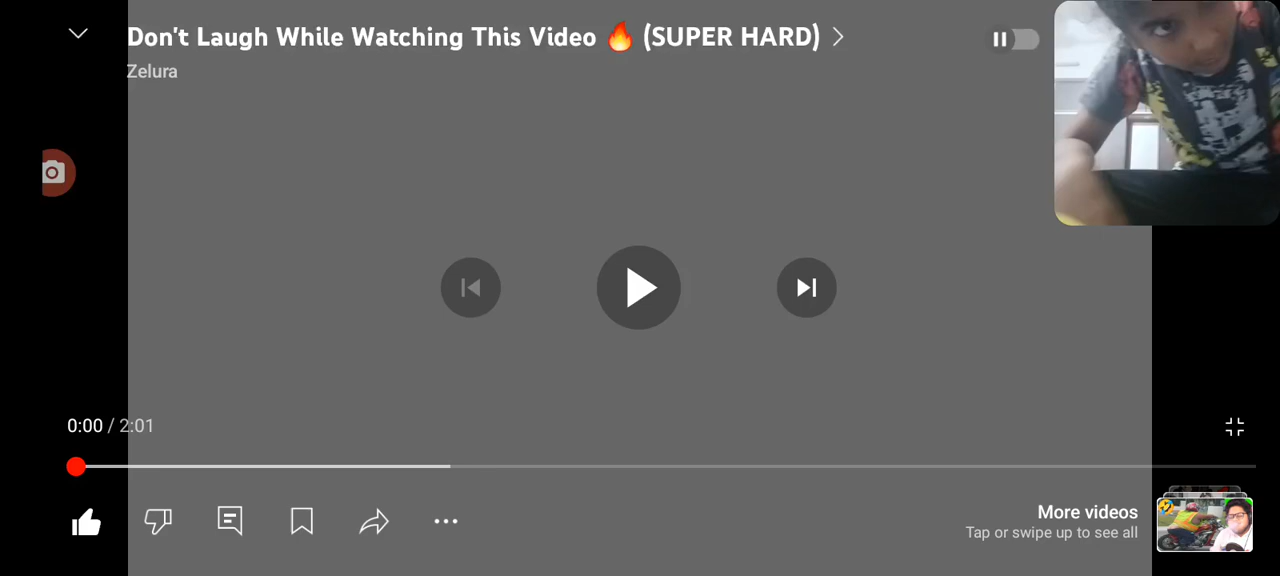 Don't Laugh While Watching This Video 🔥 (SUPER HARD)
Zelura
0:00 / 2:01
More videos
Tap or swipe up to see all